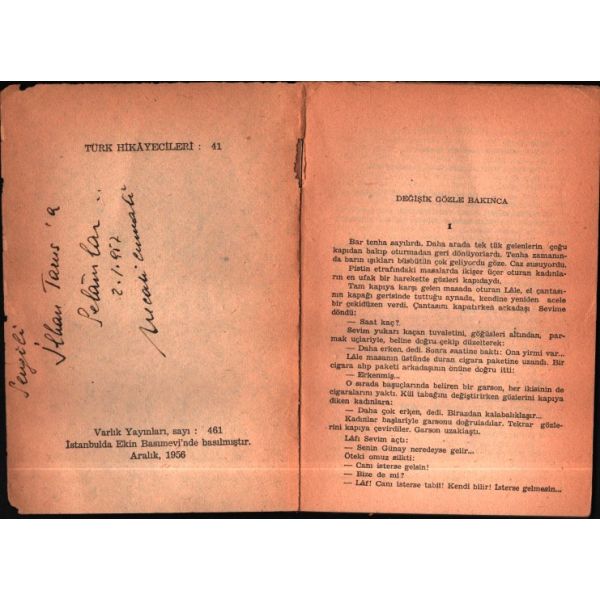 TÜRK HİKÂYECİLERİ : 41
Sevgili
İlhan Tarus'a
Selâmlar..
2.1.957
Necati Cumalı
Varlık Yayınları, sayı : 461
İstanbulda Ekin Basımevi'nde basılmıştır.
Aralık, 1956
DEĞİŞİK GÖZLE BAKINCA
I
Bar tenha sayılırdı. Daha arada tek tük gelenlerin çoğu
kapıdan bakıp oturmadan geri dönüyorlardı. Tenha zamanın-
da barın ışıkları büsbütün çok geliyordu göze. Caz susuyordu.
Pistin etrafındaki masalarda ikişer üçer oturan kadınla-
rın en ufak bir harekette gözleri kapıdaydı.
Tam kapıya karşı gelen masada oturan Lâle, el çantası-
nın kapağı gerisinde tuttuğu aynada, kendine yeniden acele
bir çekidüzen verdi. Çantasını kapatırken arkadaşı Sevime
döndü:
— Saat kaç?
Sevim yukarı kaçan tuvaletini, göğüsleri altından, par-
mak uçlariyle, beline doğru çekip düzelterek:
— Daha erken, dedi. Sonra saatine baktı: Ona yirmi var...
Lâle masanın üstünde duran cigara paketine uzandı. Bir
cigara alıp paketi arkadaşının önüne doğru itti:
— Erkenmiş...
O sırada başuçlarında beliren bir garson, her ikisinin de
cigaralarını yaktı. Kül tabağını değiştirirken gözlerini kapıya
diken kadınlara:
— Daha çok erken, dedi. Birazdan kalabalıklaşır...
Kadınlar başlariyle garsonu doğruladılar. Tekrar gözle-
rini kapıya çevirdiler. Garson uzaklaştı.
Lâfı Sevim açtı:
— Senin Günay neredeyse gelir...
Öteki omuz silkti:
— Canı isterse gelsin!
— Bize de mi?
— Lâf! Canı isterse tabiî! Kendi bilir! İsterse gelmesin...